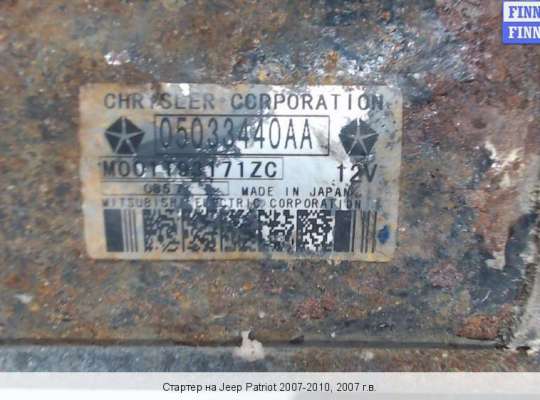 FINN
FINN
CHRYSLER CORPORATION
05033440AA
12V
MADE IN JAPAN
MITSUBISHI ELECTRIC CORPORATION
Стартер на Jeep Patriot 2007-2010, 2007 г.в.